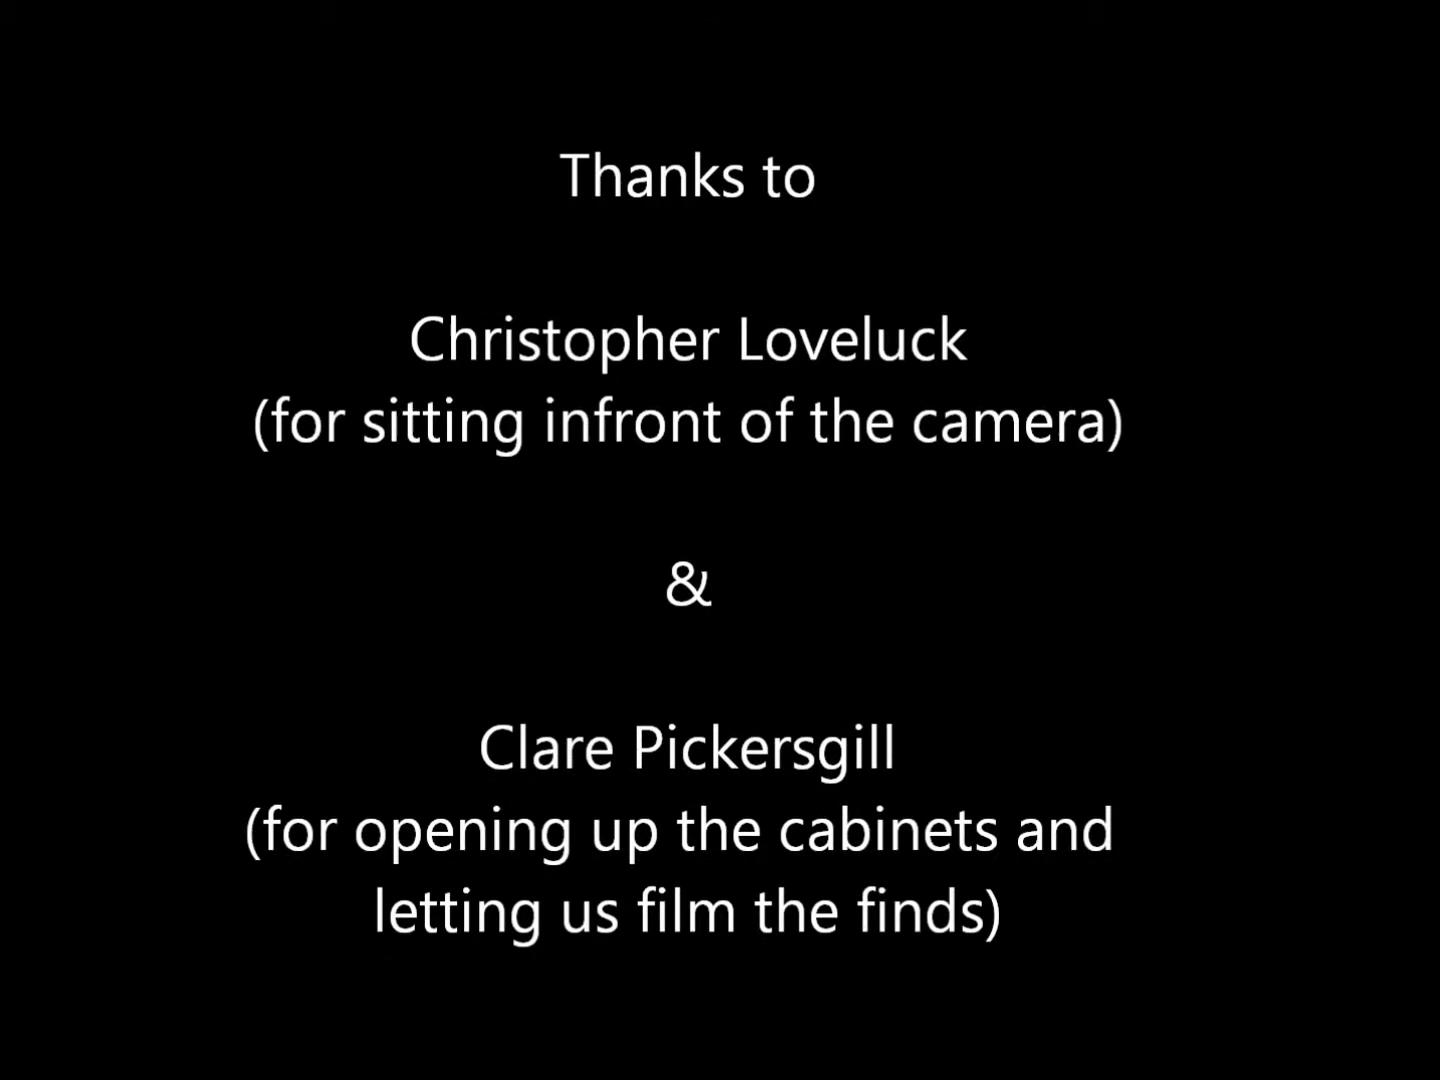 Thanks to
Christopher Loveluck
(for sitting infront of the camera)
&
Clare Pickersgill
(for opening up the cabinets and
letting us film the finds)